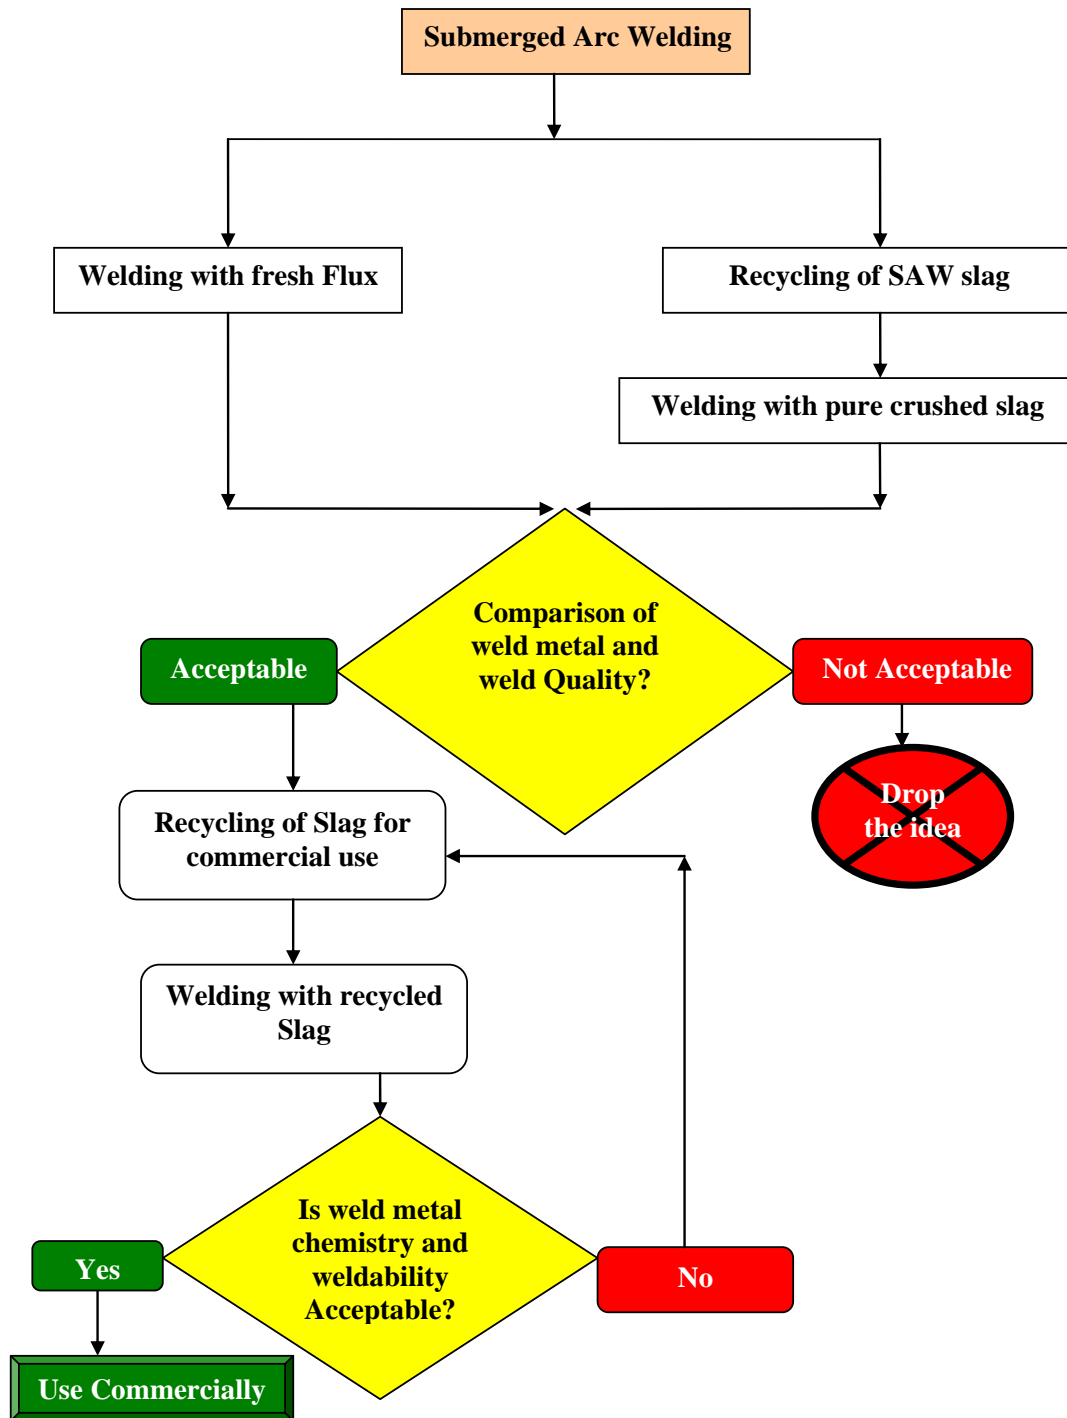 Submerged Arc Welding
Welding with fresh Flux
Recycling of SAW slag
Welding with pure crushed slag
Comparison of
weld metal and
weld Quality?
Acceptable
Not Acceptable
Drop
the idea
Recycling of Slag for
commercial use
Welding with recycled
Slag
Is weld metal
chemistry and
weldability
Acceptable?
Yes
No
Use Commercially